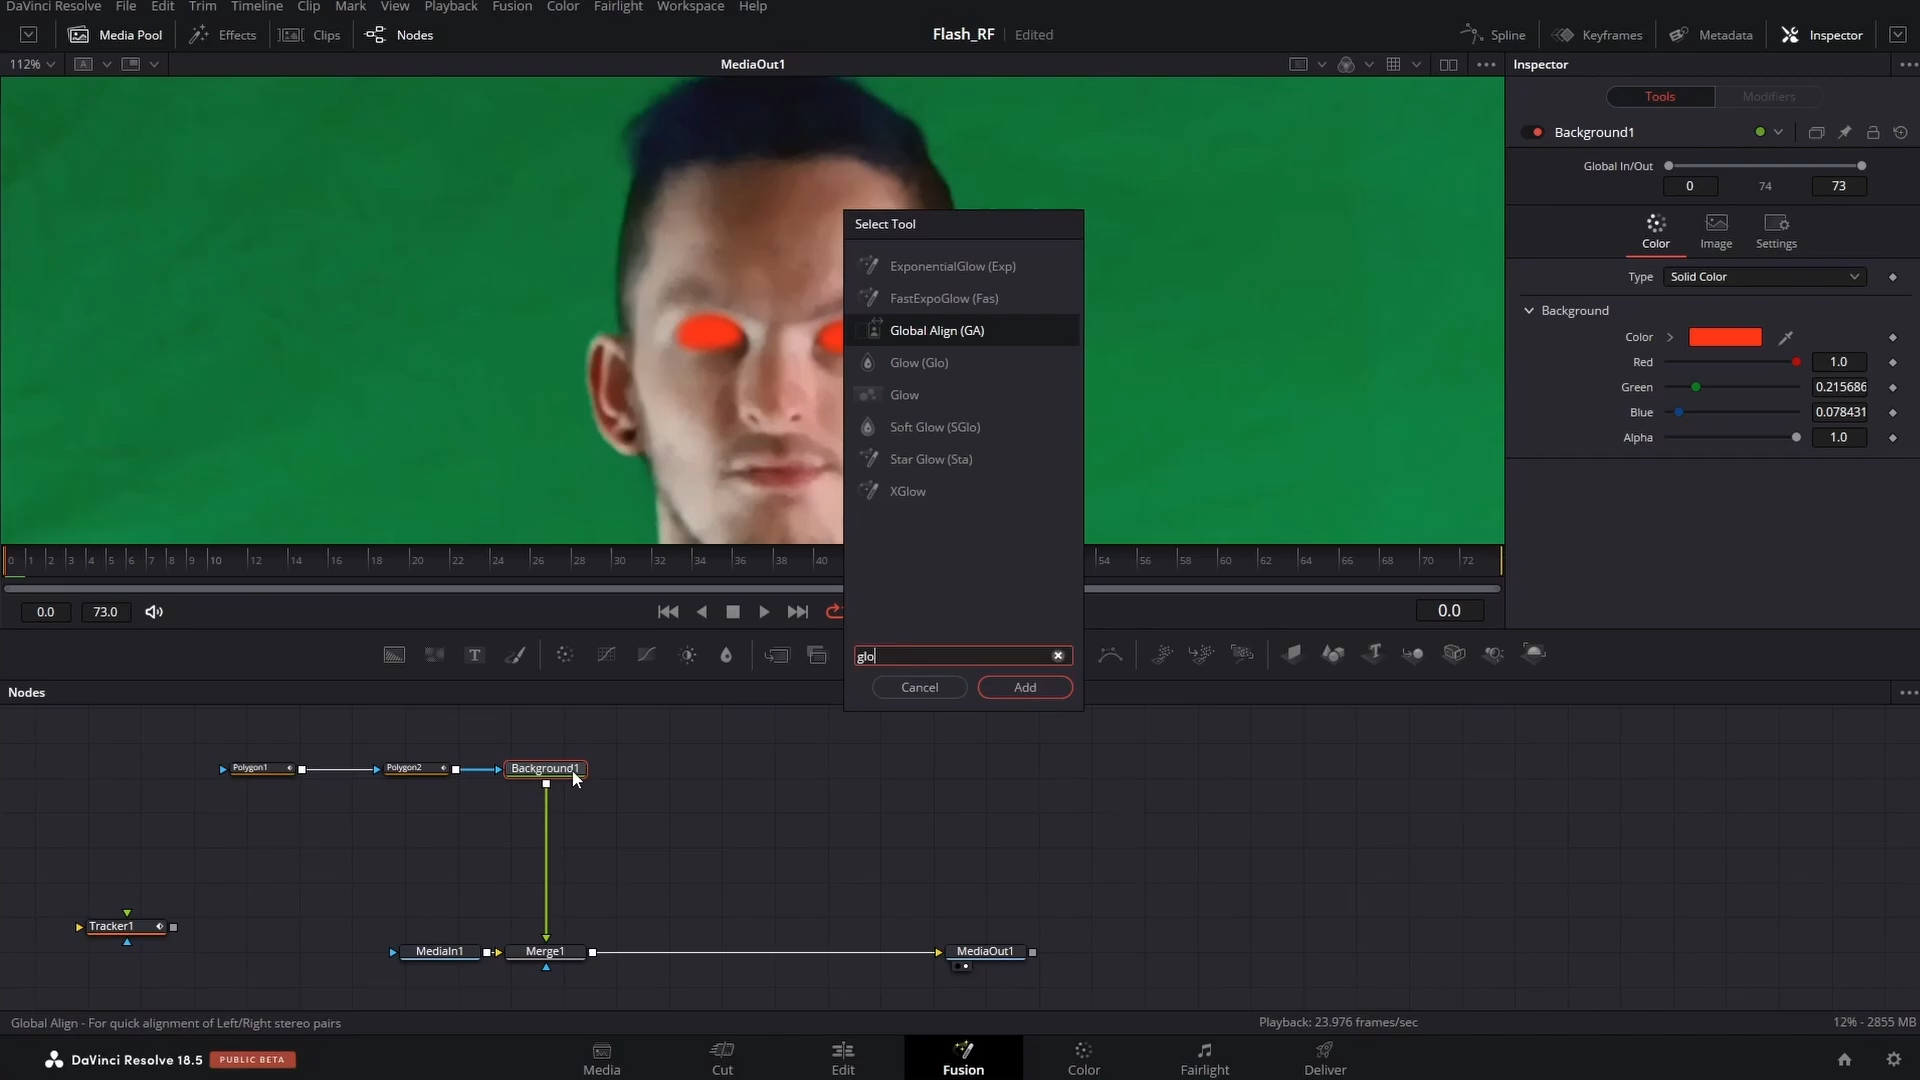 DaVinci Resolve File Edit Trim Timeline Clip Mark View Playback Fusion Color Fairlight Workspace Help
Media Pool Effects Clips Nodes Flash_RF Edited Spline Keyframes Metadata Inspector
112% A MediaOut1 Inspector
Tools Modifiers
Background1
Global In/Out
0 74 73
Color Image Settings
Type Solid Color
Background
Color
Red 1.0
Green 0.215686
Blue 0.078431
Alpha 1.0
Select Tool
ExponentialGlow (Exp)
FastExpoGlow (Fas)
Global Align (GA)
Glow (Glo)
Glow
Soft Glow (SGlo)
Star Glow (Sta)
XGlow
glo
Cancel Add
0 1 2 3 4 5 6 7 8 9 10 12 14 16 18 20 22 24 26 28 30 32 34 36 38 40 54 56 58 60 62 64 66 68 70 72
0.0 73.0 0.0
T
Nodes
Polygon1 Polygon2 Background1
Tracker1
MediaIn1 Merge1 MediaOut1
Global Align - For quick alignment of Left/Right stereo pairs Playback: 23.976 frames/sec 12% - 2855 MB
DaVinci Resolve 18.5 PUBLIC BETA Media Cut Edit Fusion Color Fairlight Deliver